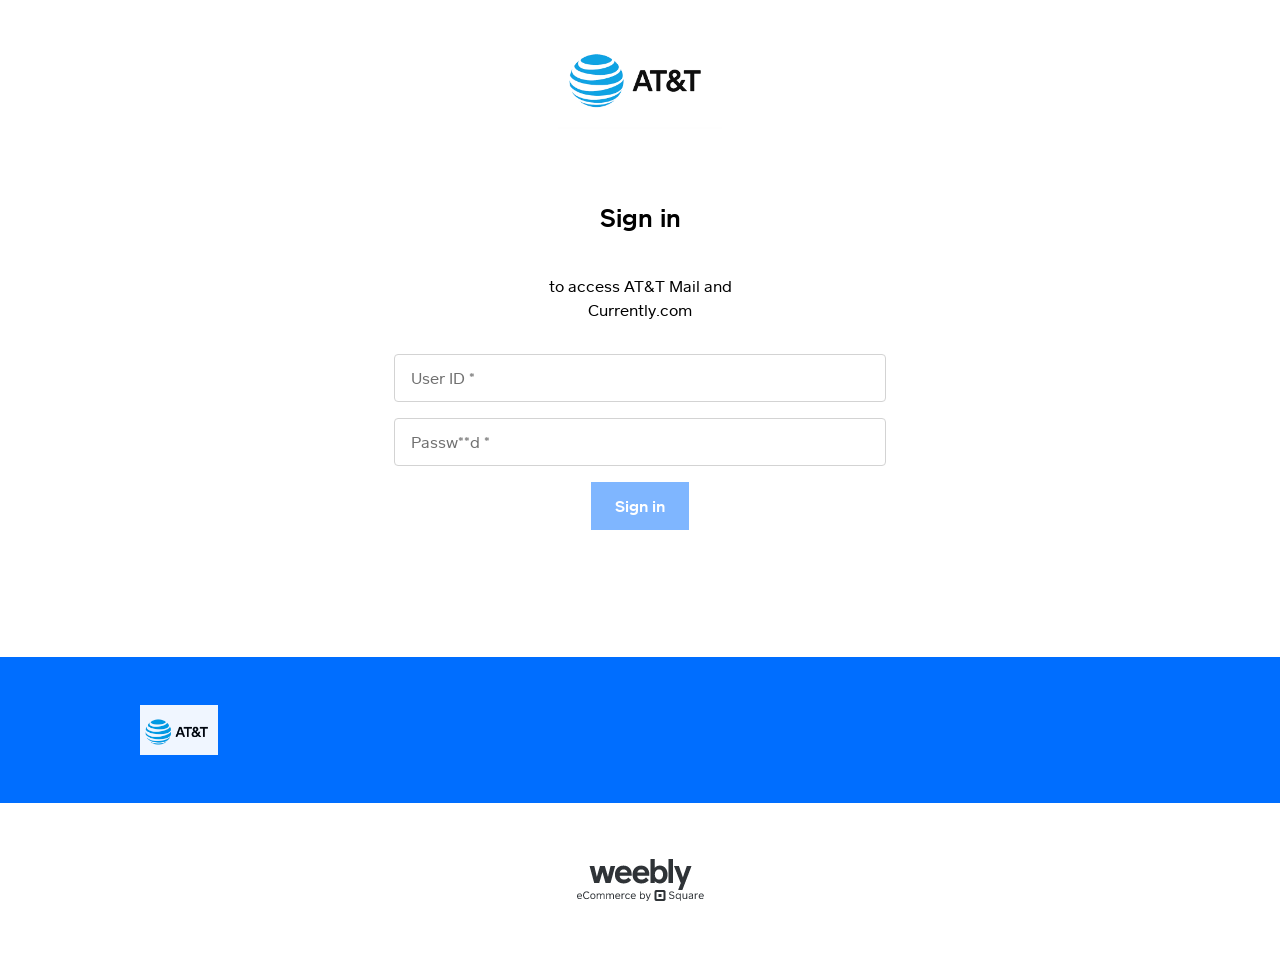 AT&T
Sign in
to access AT&T Mail and
Currently.com
User ID *
Passw**d *
Sign in
AT&T
weebly
eCommerce by Square